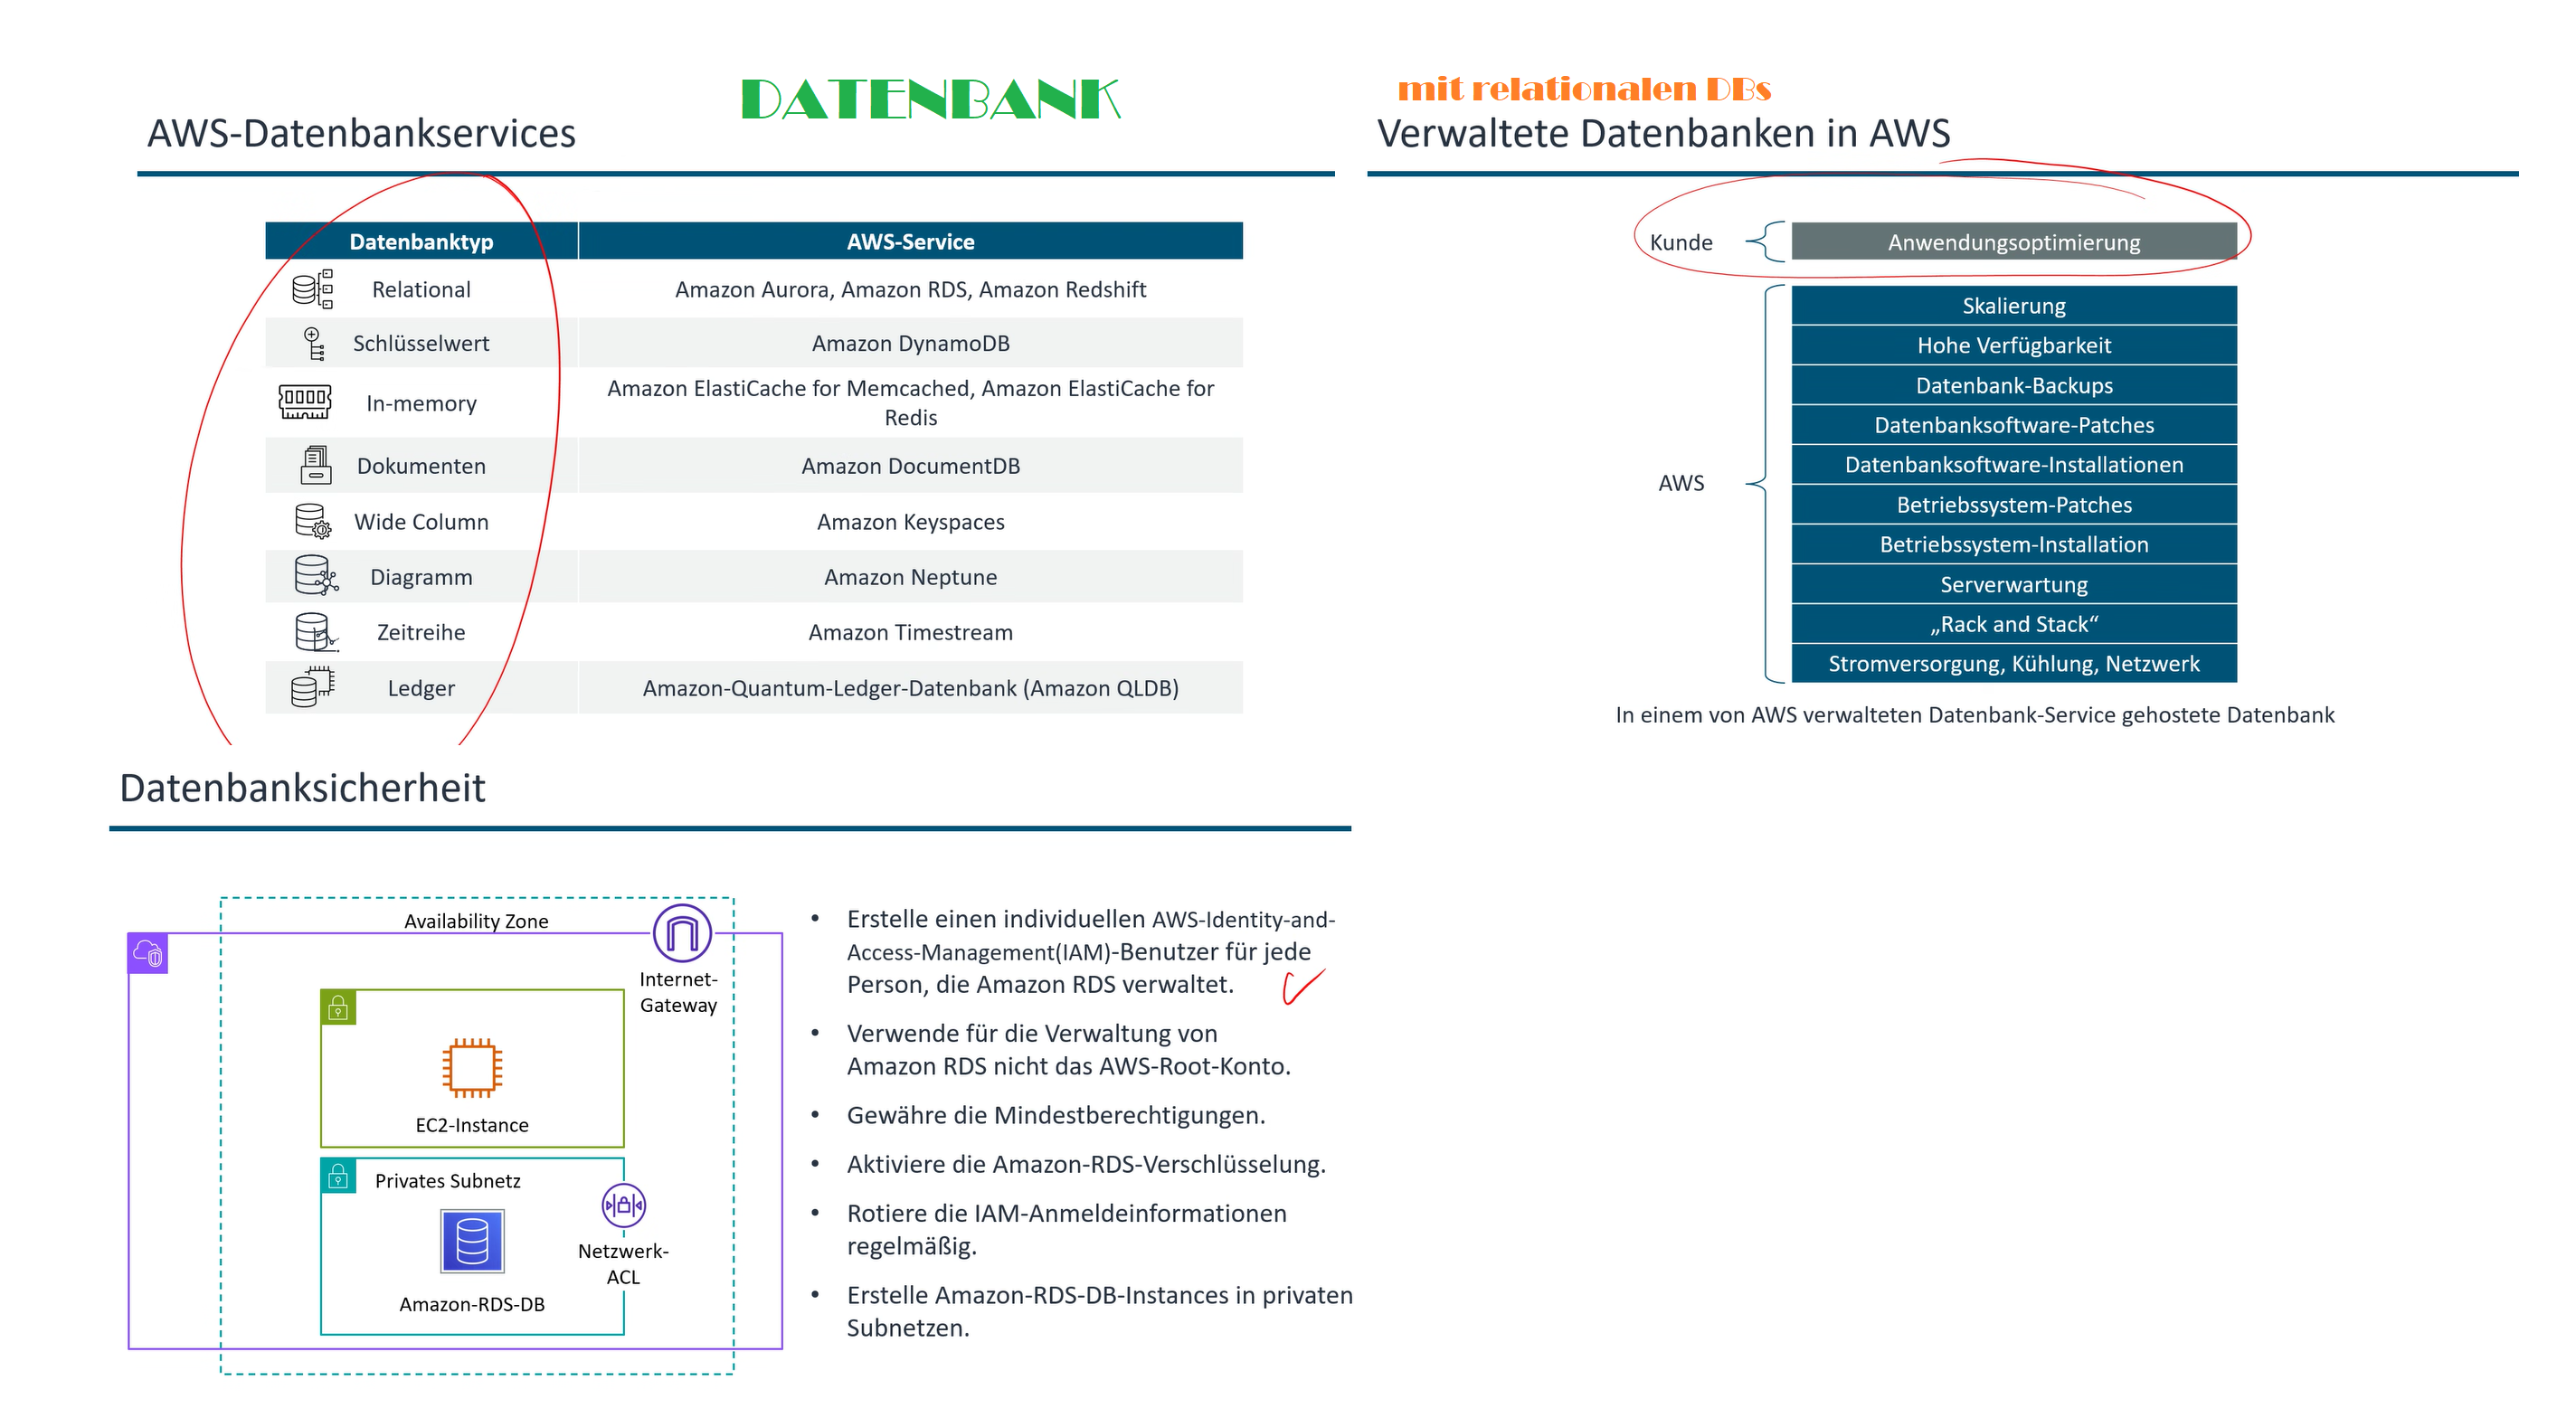 DATENBANK
AWS-Datenbankservices
Datenbanktyp AWS-Service
Relational Amazon Aurora, Amazon RDS, Amazon Redshift
Schlüsselwert Amazon DynamoDB
In-memory Amazon ElastiCache for Memcached, Amazon ElastiCache for
Redis
Dokumenten Amazon DocumentDB
Wide Column Amazon Keyspaces
Diagramm Amazon Neptune
Zeitreihe Amazon Timestream
Ledger Amazon-Quantum-Ledger-Datenbank (Amazon QLDB)
mit relationalen DBs
Verwaltete Datenbanken in AWS
Kunde
Anwendungsoptimierung
AWS
Skalierung
Hohe Verfügbarkeit
Datenbank-Backups
Datenbanksoftware-Patches
Datenbanksoftware-Installationen
Betriebssystem-Patches
Betriebssystem-Installation
Serverwartung
„Rack and Stack“
Stromversorgung, Kühlung, Netzwerk
In einem von AWS verwalteten Datenbank-Service gehostete Datenbank
Datenbanksicherheit
Availability Zone
Internet-
Gateway
EC2-Instance
Privates Subnetz
Netzwerk-
ACL
Amazon-RDS-DB
• Erstelle einen individuellen AWS-Identity-and-
Access-Management(IAM)-Benutzer für jede
Person, die Amazon RDS verwaltet.
• Verwende für die Verwaltung von
Amazon RDS nicht das AWS-Root-Konto.
• Gewähre die Mindestberechtigungen.
• Aktiviere die Amazon-RDS-Verschlüsselung.
• Rotiere die IAM-Anmeldeinformationen
regelmäßig.
• Erstelle Amazon-RDS-DB-Instances in privaten
Subnetzen.